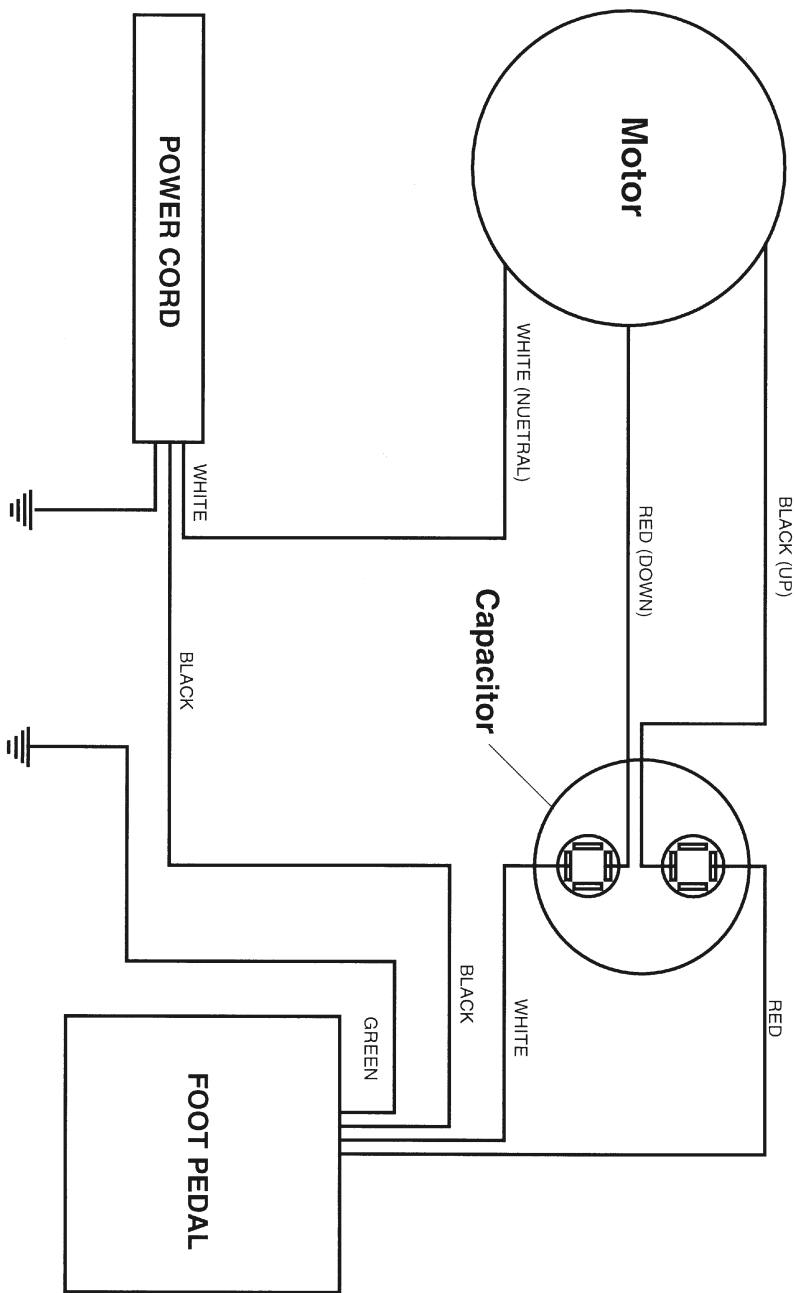 Motor
POWER CORD
WHITE (NUETRAL)
WHITE
RED (DOWN)
BLACK (UP)
Capacitor
BLACK
BLACK
WHITE
RED
GREEN
FOOT PEDAL